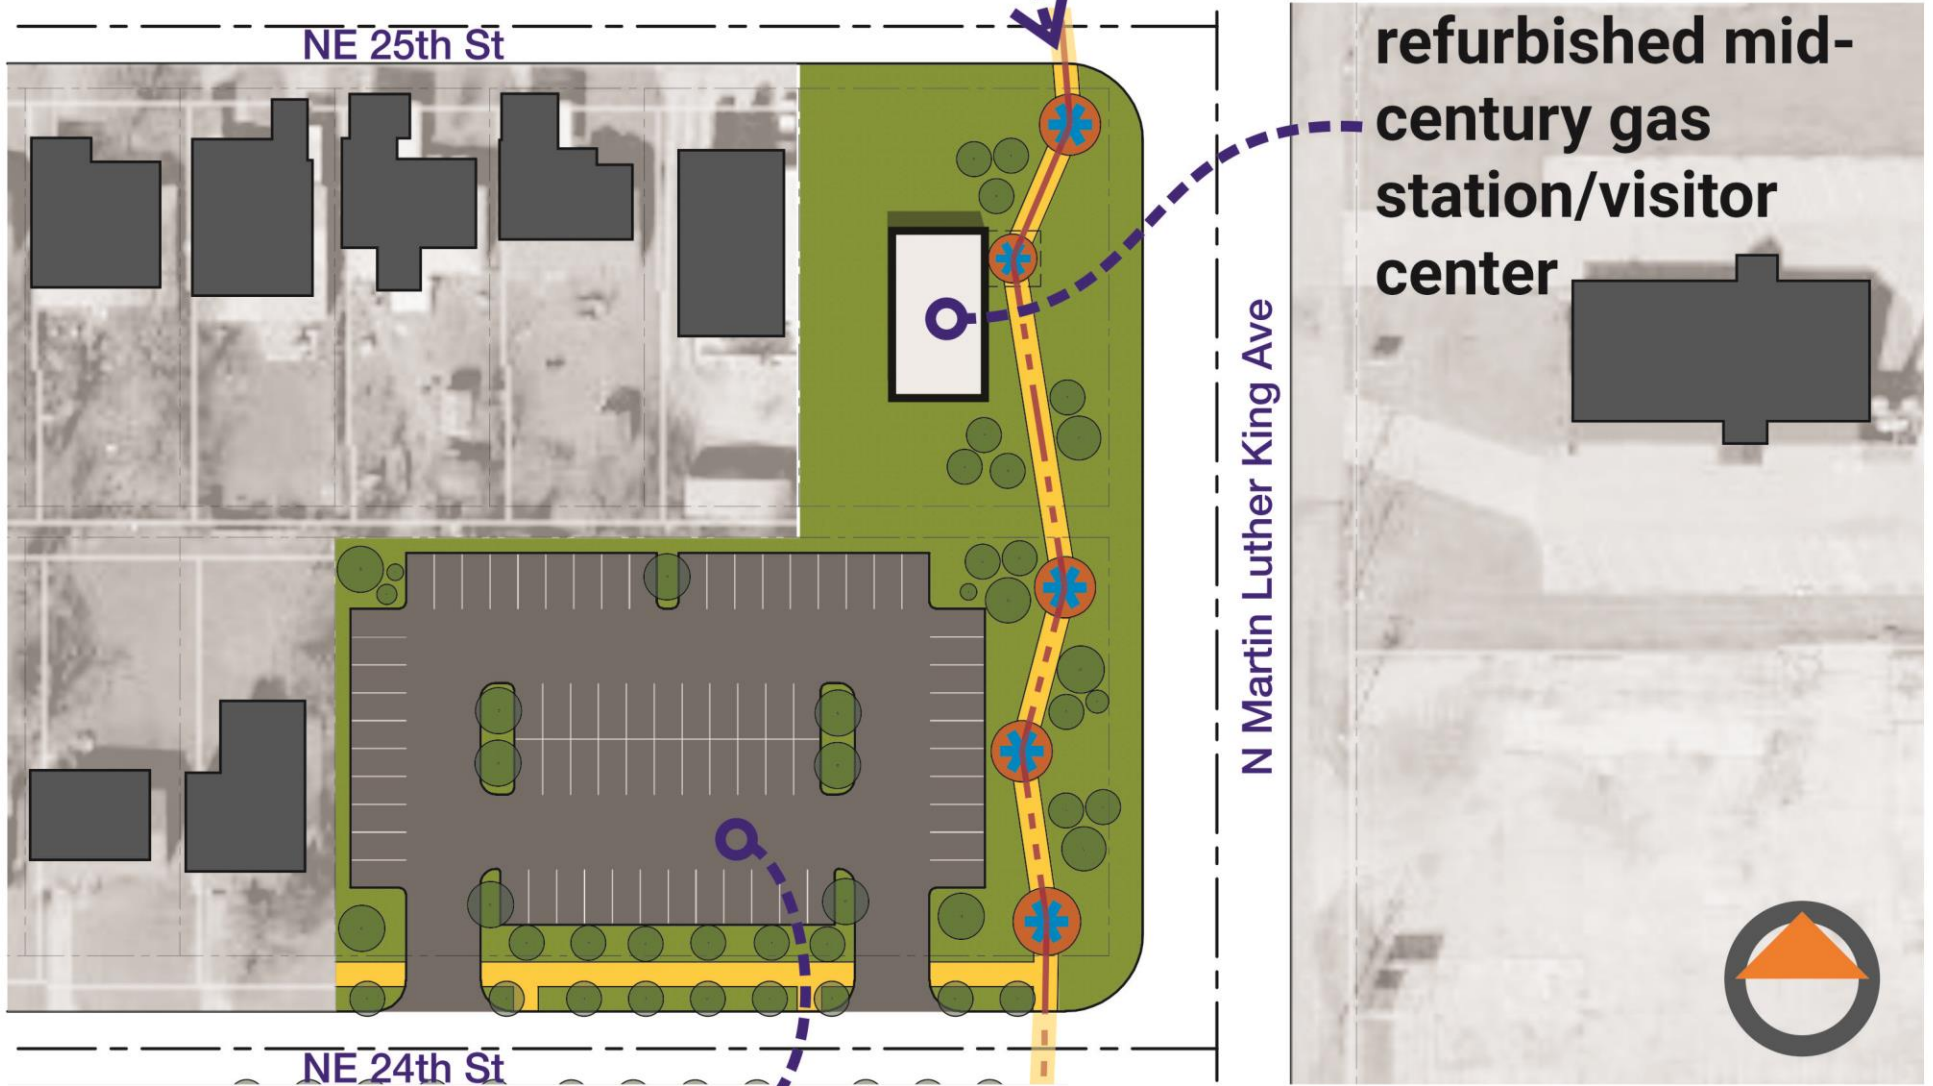 NE 25th St
refurbished mid-
century gas
station/visitor
center
N Martin Luther King Ave
NE 24th St